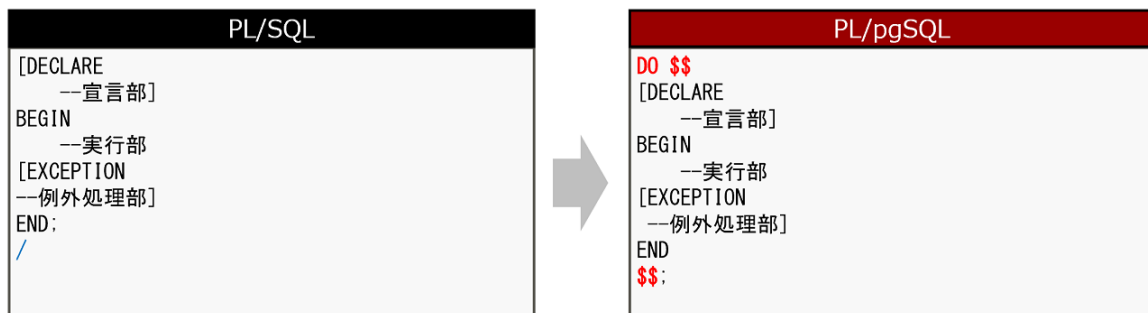 PL/SQL
[DECLARE
--宣言部]
BEGIN
--実行部
[EXCEPTION
--例外処理部]
END;
/
PL/pgSQL
DO $$
[DECLARE
--宣言部]
BEGIN
--実行部
[EXCEPTION
--例外処理部]
END
$$;